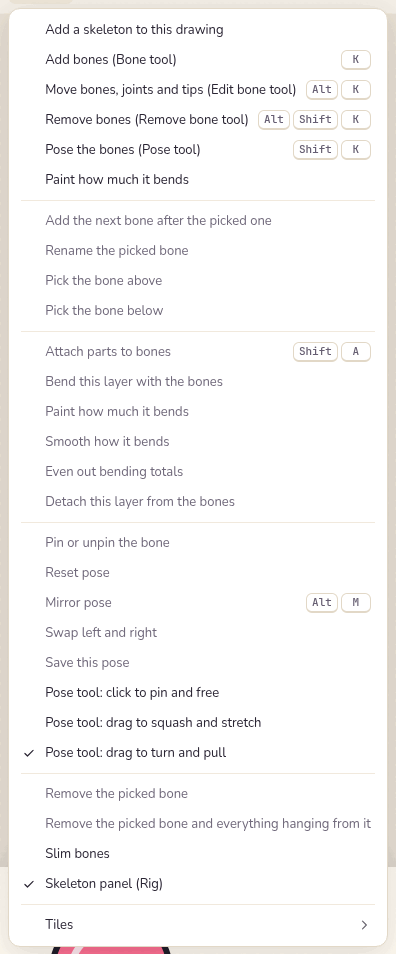 Add a skeleton to this drawing
Add bones (Bone tool) K
Move bones, joints and tips (Edit bone tool) Alt K
Remove bones (Remove bone tool) Alt Shift K
Pose the bones (Pose tool) Shift K
Paint how much it bends
Add the next bone after the picked one
Rename the picked bone
Pick the bone above
Pick the bone below
Attach parts to bones Shift A
Bend this layer with the bones
Paint how much it bends
Smooth how it bends
Even out bending totals
Detach this layer from the bones
Pin or unpin the bone
Reset pose
Mirror pose Alt M
Swap left and right
Save this pose
Pose tool: click to pin and free
Pose tool: drag to squash and stretch
Pose tool: drag to turn and pull
Remove the picked bone
Remove the picked bone and everything hanging from it
Slim bones
Skeleton panel (Rig)
Tiles